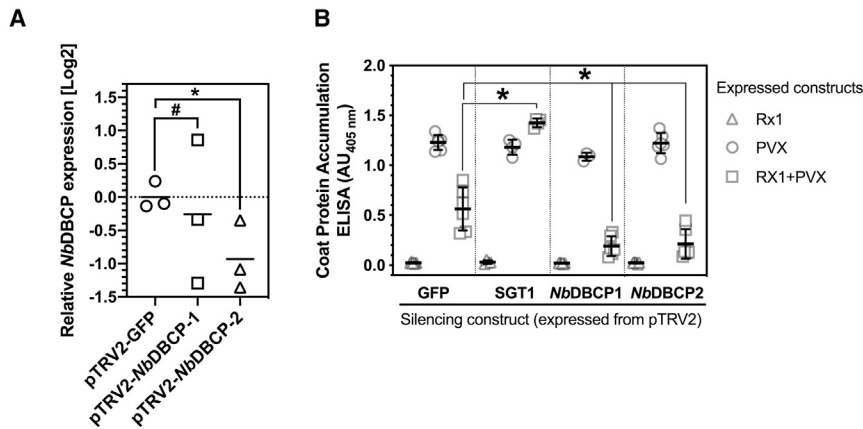 A
Relative NbDBCP expression [Log2]
1.5
1.0
0.5
0.0
-0.5
-1.0
-1.5
*
#
pTRV2-GFP
pTRV2-NbDBCP-1
pTRV2-NbDBCP-2
B
Coat Protein Accumulation
ELISA (AU405 nm)
2.0
1.5
1.0
0.5
0.0
*
*
GFP
SGT1
NbDBCP1
NbDBCP2
Silencing construct (expressed from pTRV2)
Expressed constructs
Rx1
PVX
RX1+PVX